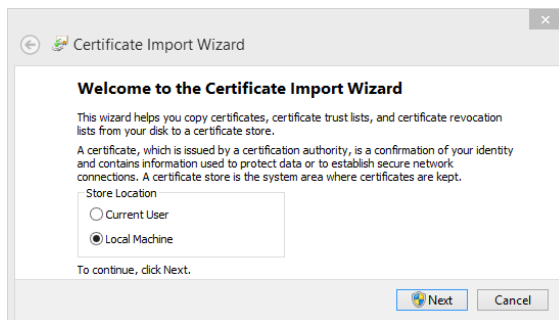 Certificate Import Wizard
Welcome to the Certificate Import Wizard
This wizard helps you copy certificates, certificate trust lists, and certificate revocation
lists from your disk to a certificate store.
A certificate, which is issued by a certification authority, is a confirmation of your identity
and contains information used to protect data or to establish secure network
connections. A certificate store is the system area where certificates are kept.
Store Location
Current User
Local Machine
To continue, click Next.
Next Cancel